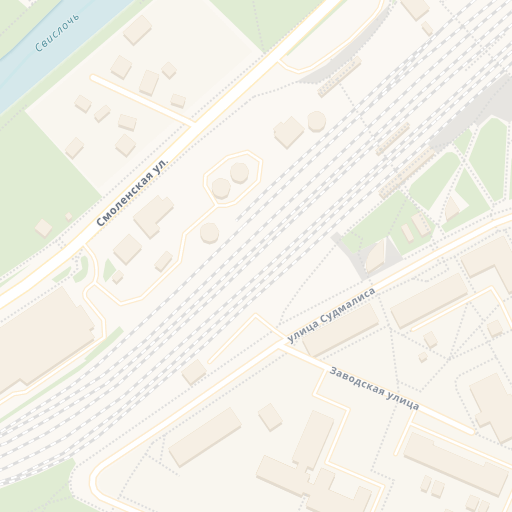 Свислочь
Смоленская ул.
улица Судмалиса
Заводская улица